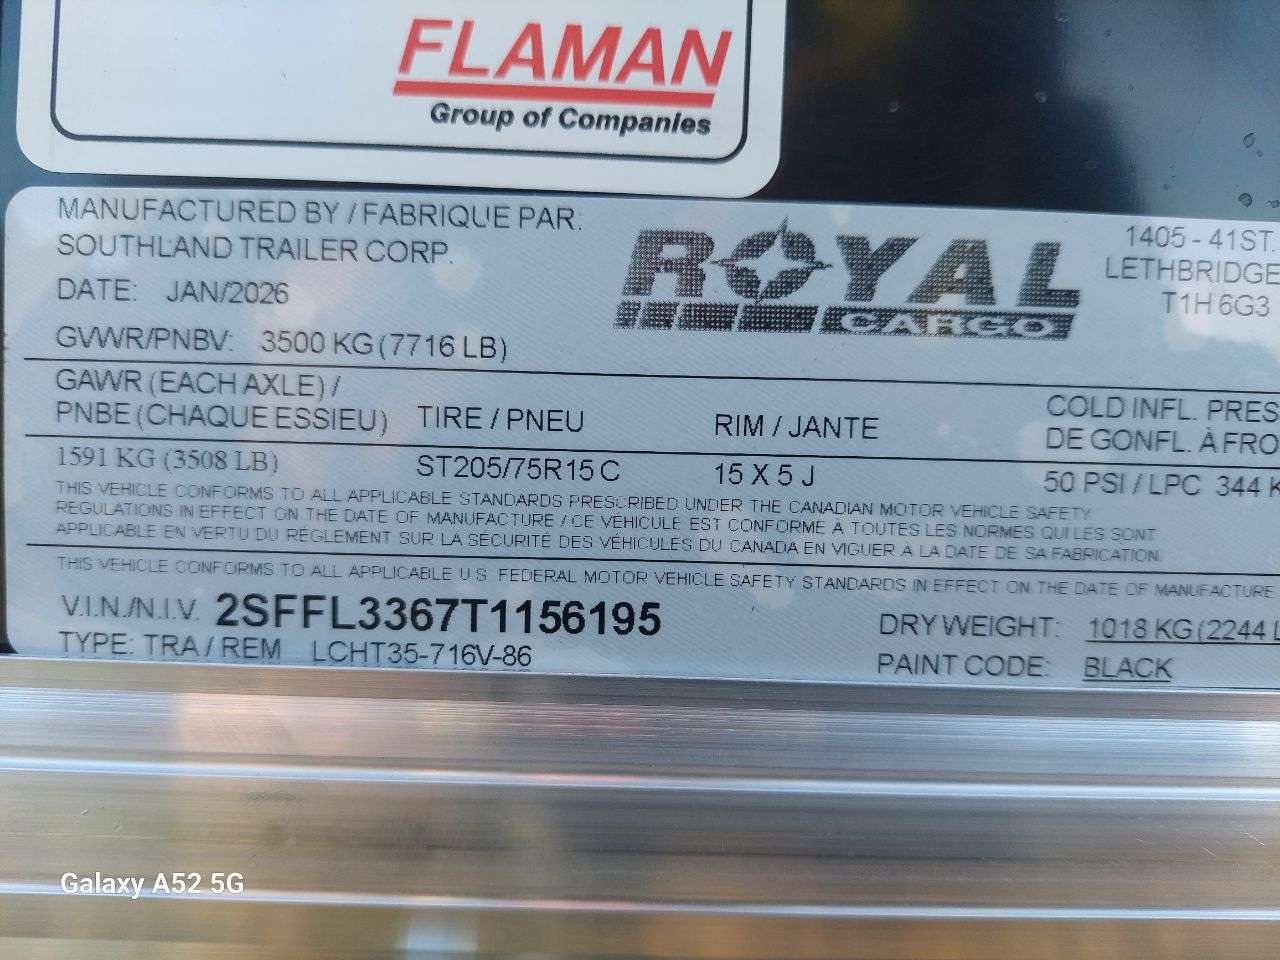 FLAMAN
Group of Companies
MANUFACTURED BY / FABRIQUE PAR:
SOUTHLAND TRAILER CORP.
DATE: JAN/2026
GVWR/PNBV: 3500 KG (7716 LB)
ROYAL
CARGO
1405 - 41ST.
LETHBRIDGE
T1H 6G3
GAWR (EACH AXLE) /
PNBE (CHAQUE ESSIEU) TIRE / PNEU RIM / JANTE
COLD INFL. PRES
DE GONFL. À FRO
1591 KG (3508 LB) ST205/75R15 C 15 X 5 J 50 PSI / LPC 344 K
THIS VEHICLE CONFORMS TO ALL APPLICABLE STANDARDS PRESCRIBED UNDER THE CANADIAN MOTOR VEHICLE SAFETY
REGULATIONS IN EFFECT ON THE DATE OF MANUFACTURE / CE VÉHICULE EST CONFORME À TOUTES LES NORMES QUI LES SONT
APPLICABLE EN VERTU DU RÉGLEMENT SUR LA SÉCURITÉ DES VÉHICULES DU CANADA EN VIGUER À LA DATE DE SA FABRICATION.
THIS VEHICLE CONFORMS TO ALL APPLICABLE U.S. FEDERAL MOTOR VEHICLE SAFETY STANDARDS IN EFFECT ON THE DATE OF MANUFACTURE
V.I.N./N.I.V. 2SFFL3367T1156195
TYPE: TRA / REM LCHT35-716V-86
DRY WEIGHT: 1018 KG (2244 L
PAINT CODE: BLACK
Galaxy A52 5G